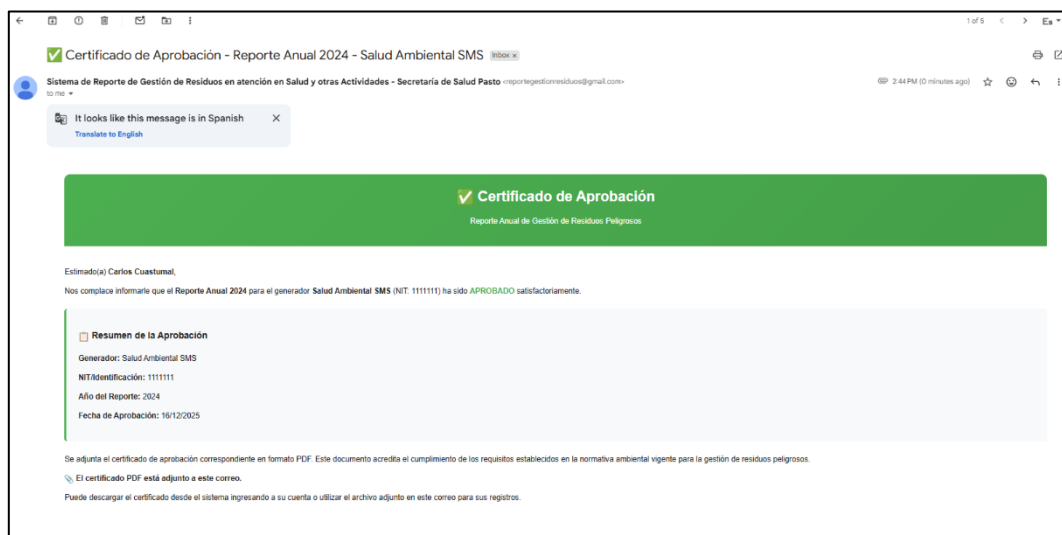 1 of 5
Es
✅ Certificado de Aprobación - Reporte Anual 2024 - Salud Ambiental SMS Inbox x
Sistema de Reporte de Gestión de Residuos en atención en Salud y otras Actividades - Secretaría de Salud Pasto <reportegestionresiduos@gmail.com>
2:44 PM (0 minutes ago)
to me
It looks like this message is in Spanish
Translate to English
✅ Certificado de Aprobación
Reporte Anual de Gestión de Residuos Peligrosos
Estimado(a) Carlos Cuastumal,
Nos complace informarle que el Reporte Anual 2024 para el generador Salud Ambiental SMS (NIT: 1111111) ha sido APROBADO satisfactoriamente.
📋 Resumen de la Aprobación
Generador: Salud Ambiental SMS
NIT/Identificación: 1111111
Año del Reporte: 2024
Fecha de Aprobación: 16/12/2025
Se adjunta el certificado de aprobación correspondiente en formato PDF. Este documento acredita el cumplimiento de los requisitos establecidos en la normativa ambiental vigente para la gestión de residuos peligrosos.
📎 El certificado PDF está adjunto a este correo.
Puede descargar el certificado desde el sistema ingresando a su cuenta o utilizar el archivo adjunto en este correo para sus registros.